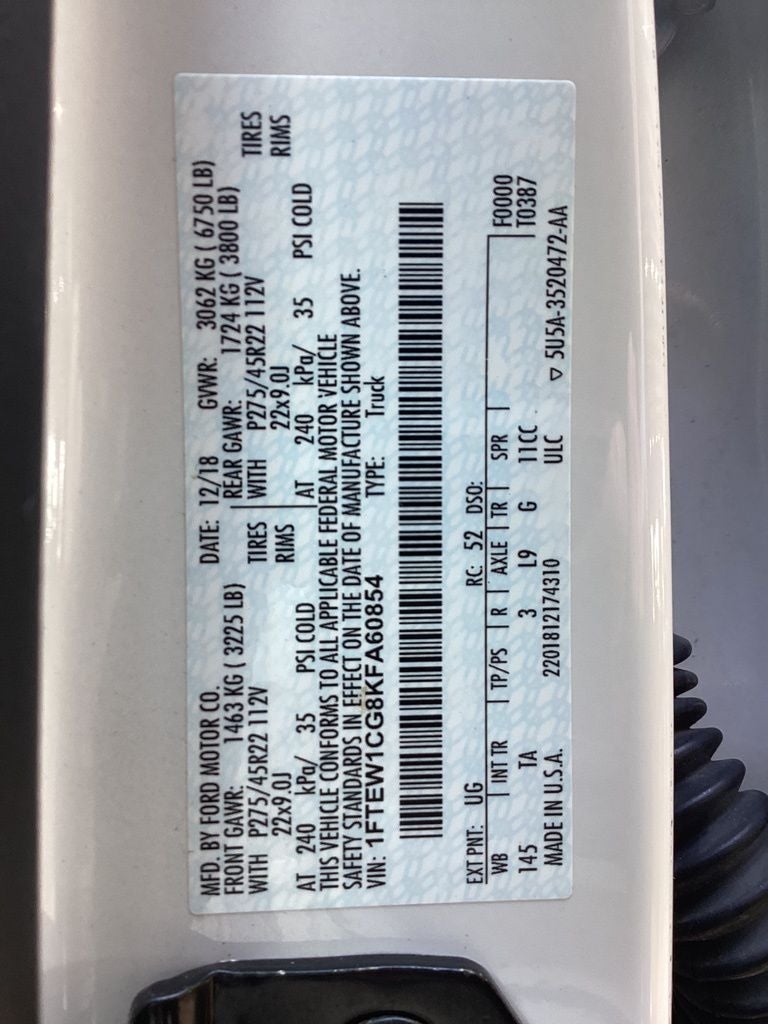 MFD. BY FORD MOTOR CO.
DATE: 12/18 GVWR: 3062 KG ( 6750 LB)
FRONT GAWR: 1463 KG ( 3225 LB)
REAR GAWR: 1724 KG ( 3800 LB)
WITH P275/45R22 112V TIRES
WITH P275/45R22 112V TIRES
22x9.0J RIMS
22x9.0J RIMS
AT 240 kPa/ 35 PSI COLD
AT 240 kPa/ 35 PSI COLD
THIS VEHICLE CONFORMS TO ALL APPLICABLE FEDERAL MOTOR VEHICLE
SAFETY STANDARDS IN EFFECT ON THE DATE OF MANUFACTURE SHOWN ABOVE.
VIN: 1FTEW1CG8KFA60854 TYPE: Truck
EXT PNT: UG RC: 52 DSO:
F0000
WB | INT TR | TP/PS | R | AXLE | TR | SPR |
T0387
145 TA 3 L9 G 11CC
MADE IN U.S.A. 2201812174310 ULC ▽ 5U5A-3520472-AA